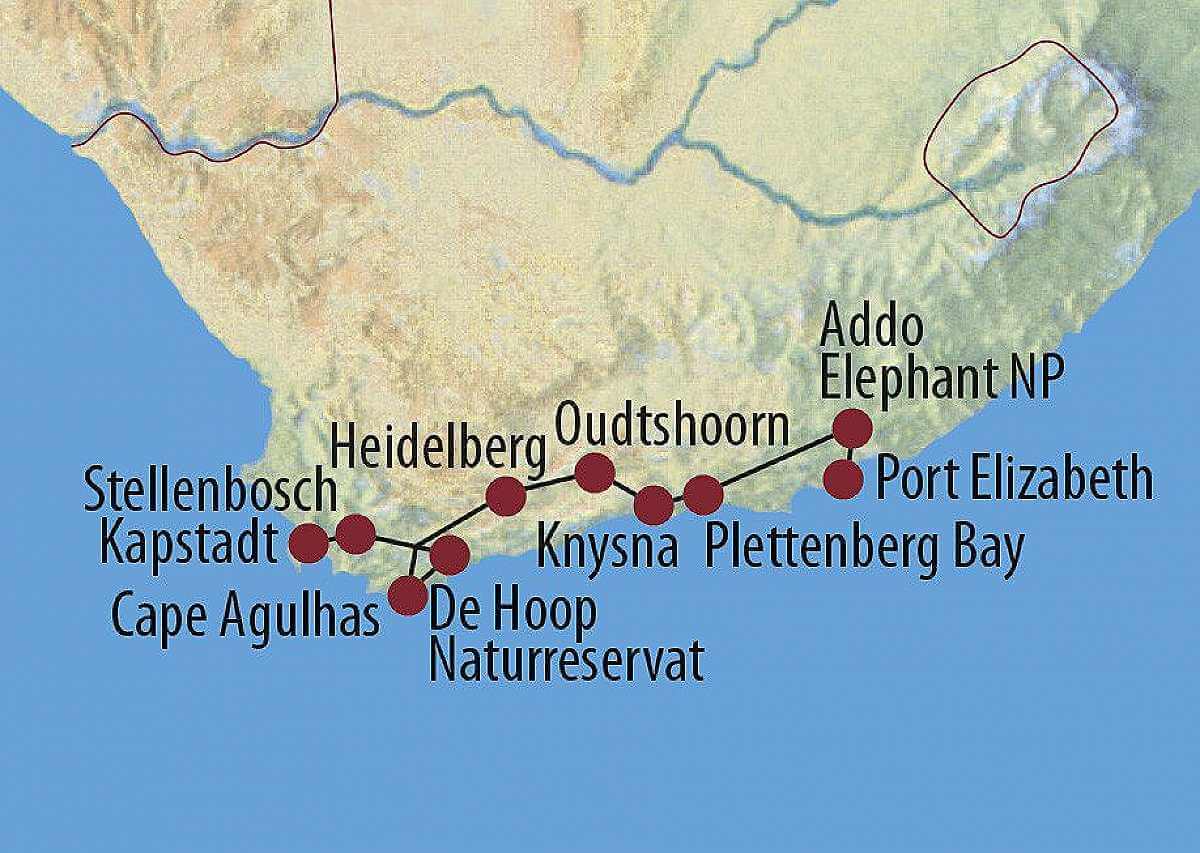 Addo
Elephant NP
Oudtshoorn
Heidelberg
Stellenbosch
Port Elizabeth
Kapstadt
Knysna
Plettenberg Bay
Cape Agulhas
De Hoop
Naturreservat